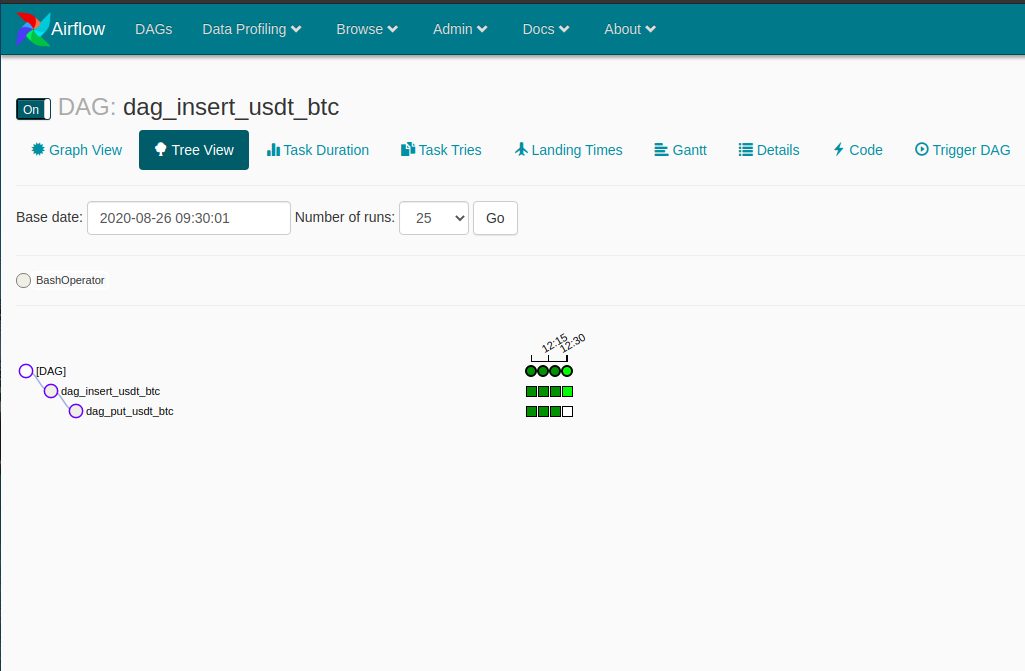 Airflow DAGs Data Profiling Browse Admin Docs About
On DAG: dag_insert_usdt_btc
Graph View Tree View Task Duration Task Tries Landing Times Gantt Details Code Trigger DAG
Base date: 2020-08-26 09:30:01 Number of runs: 25 Go
BashOperator
12:15 12:30
[DAG]
dag_insert_usdt_btc
dag_put_usdt_btc